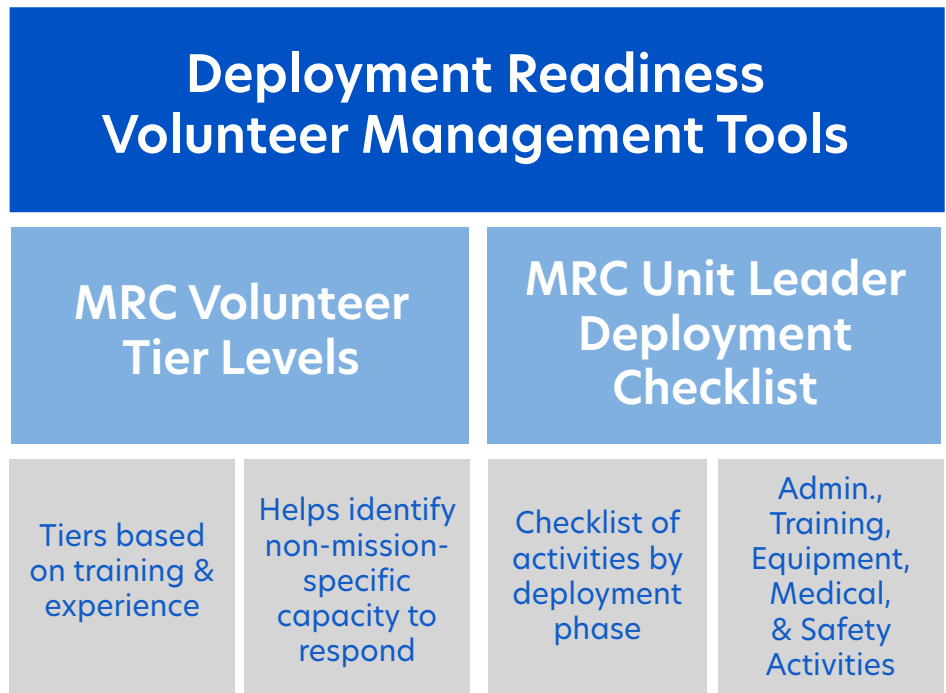 Deployment Readiness
Volunteer Management Tools
MRC Volunteer
Tier Levels
MRC Unit Leader
Deployment
Checklist
Tiers based
on training &
experience
Helps identify
non-mission-
specific
capacity to
respond
Checklist of
activities by
deployment
phase
Admin.,
Training,
Equipment,
Medical,
& Safety
Activities